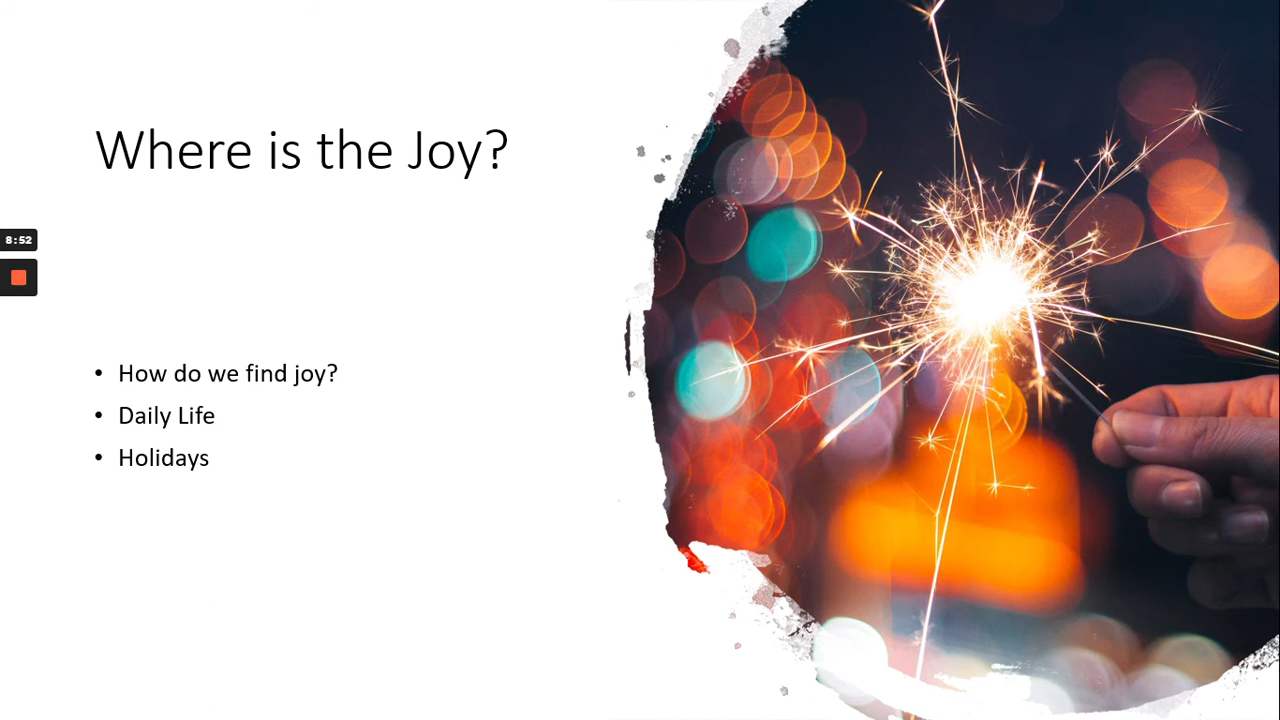 Where is the Joy?
8:52
• How do we find joy?
• Daily Life
• Holidays